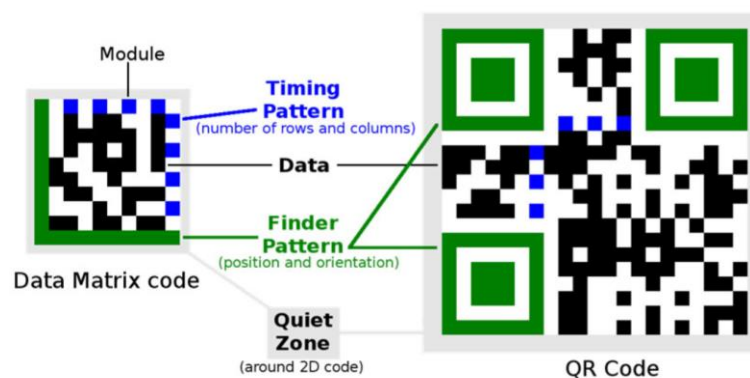 Module
Timing
Pattern
(number of rows and columns)
Data
Finder
Pattern
(position and orientation)
Data Matrix code
Quiet
Zone
(around 2D code)
QR Code